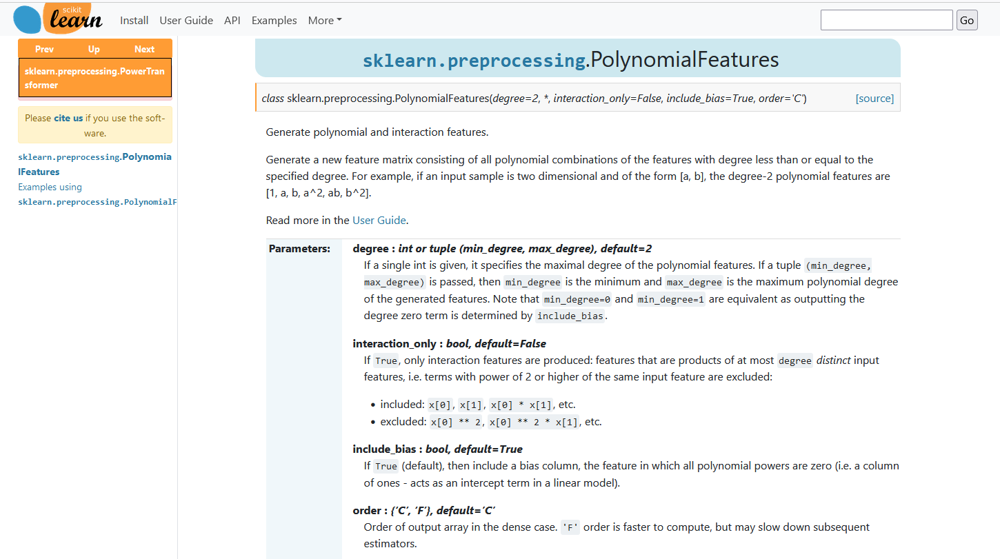 scikit
learn
Install User Guide API Examples More
Go
Prev Up Next
sklearn.preprocessing.PowerTran
sformer
Please cite us if you use the soft-
ware.
sklearn.preprocessing.Polynomia
lFeatures
Examples using
sklearn.preprocessing.PolynomialF
sklearn.preprocessing.PolynomialFeatures
class sklearn.preprocessing.PolynomialFeatures(degree=2, *, interaction_only=False, include_bias=True, order='C') [source]
Generate polynomial and interaction features.
Generate a new feature matrix consisting of all polynomial combinations of the features with degree less than or equal to the
specified degree. For example, if an input sample is two dimensional and of the form [a, b], the degree-2 polynomial features are
[1, a, b, a^2, ab, b^2].
Read more in the User Guide.
Parameters:
degree : int or tuple (min_degree, max_degree), default=2
If a single int is given, it specifies the maximal degree of the polynomial features. If a tuple (min_degree,
max_degree) is passed, then min_degree is the minimum and max_degree is the maximum polynomial degree
of the generated features. Note that min_degree=0 and min_degree=1 are equivalent as outputting the
degree zero term is determined by include_bias.
interaction_only : bool, default=False
If True, only interaction features are produced: features that are products of at most degree distinct input
features, i.e. terms with power of 2 or higher of the same input feature are excluded:
• included: x[0], x[1], x[0] * x[1], etc.
• excluded: x[0] ** 2, x[0] ** 2 * x[1], etc.
include_bias : bool, default=True
If True (default), then include a bias column, the feature in which all polynomial powers are zero (i.e. a column
of ones - acts as an intercept term in a linear model).
order : {'C', 'F'}, default='C'
Order of output array in the dense case. 'F' order is faster to compute, but may slow down subsequent
estimators.